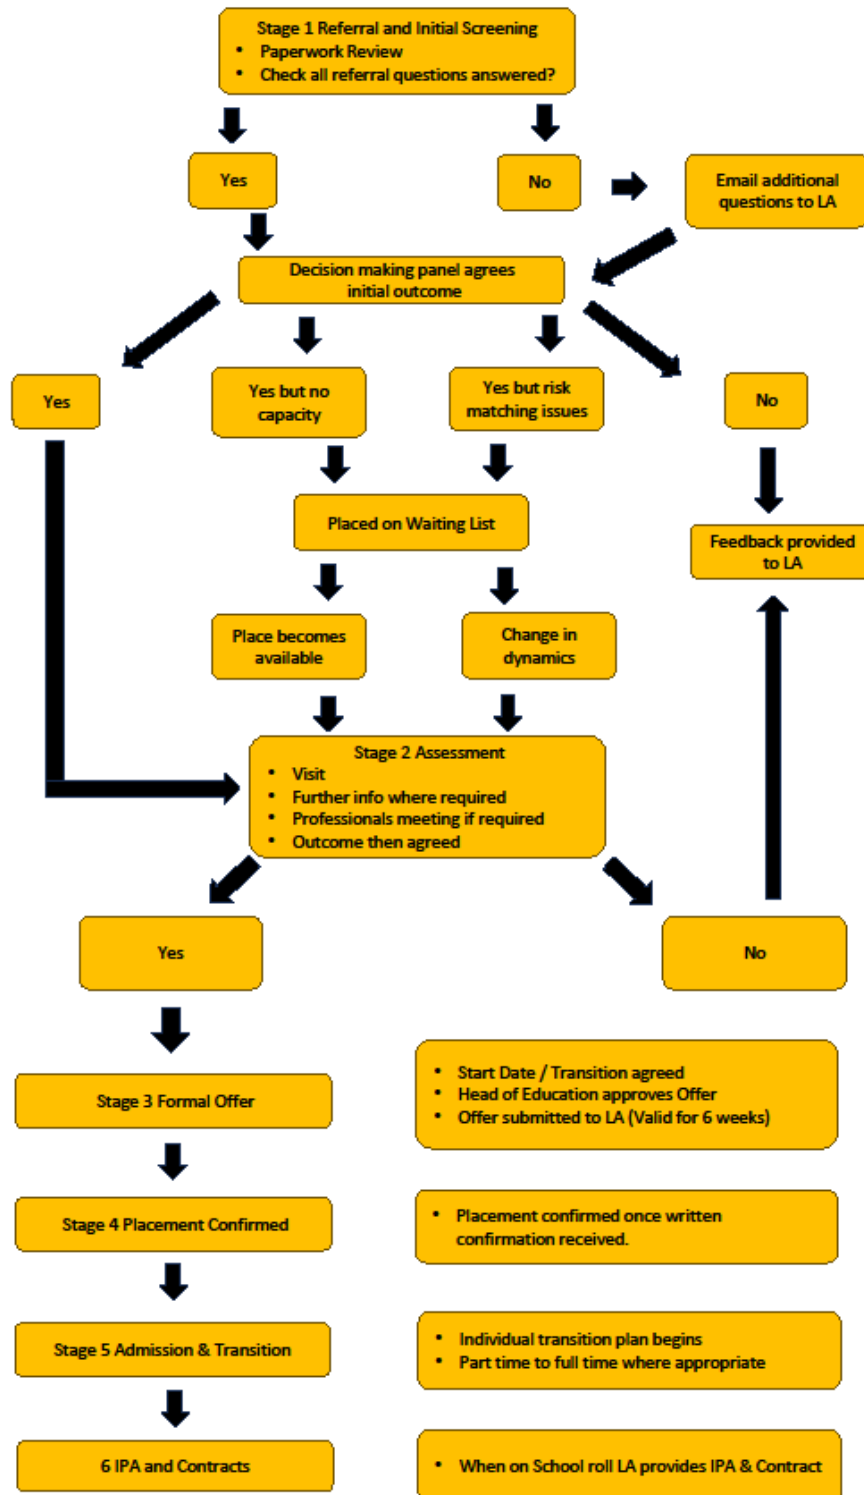 Stage 1 Referral and Initial Screening
• Paperwork Review
• Check all referral questions answered?
Yes
No
Email additional
questions to LA
Decision making panel agrees
initial outcome
Yes
Yes but no
capacity
Yes but risk
matching issues
No
Placed on Waiting List
Feedback provided
to LA
Place becomes
available
Change in
dynamics
Stage 2 Assessment
• Visit
• Further info where required
• Professionals meeting if required
• Outcome then agreed
Yes
No
Stage 3 Formal Offer
• Start Date / Transition agreed
• Head of Education approves Offer
• Offer submitted to LA (Valid for 6 weeks)
Stage 4 Placement Confirmed
• Placement confirmed once written
confirmation received.
Stage 5 Admission & Transition
• Individual transition plan begins
• Part time to full time where appropriate
6 IPA and Contracts
• When on School roll LA provides IPA & Contract